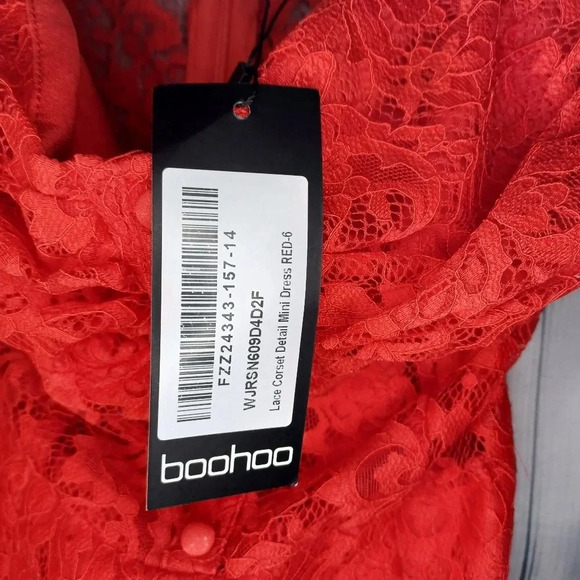 FZZ24343-157-14
WJRSN609D4D2F
Lace Corset Detail Mini Dress RED-6
boohoo